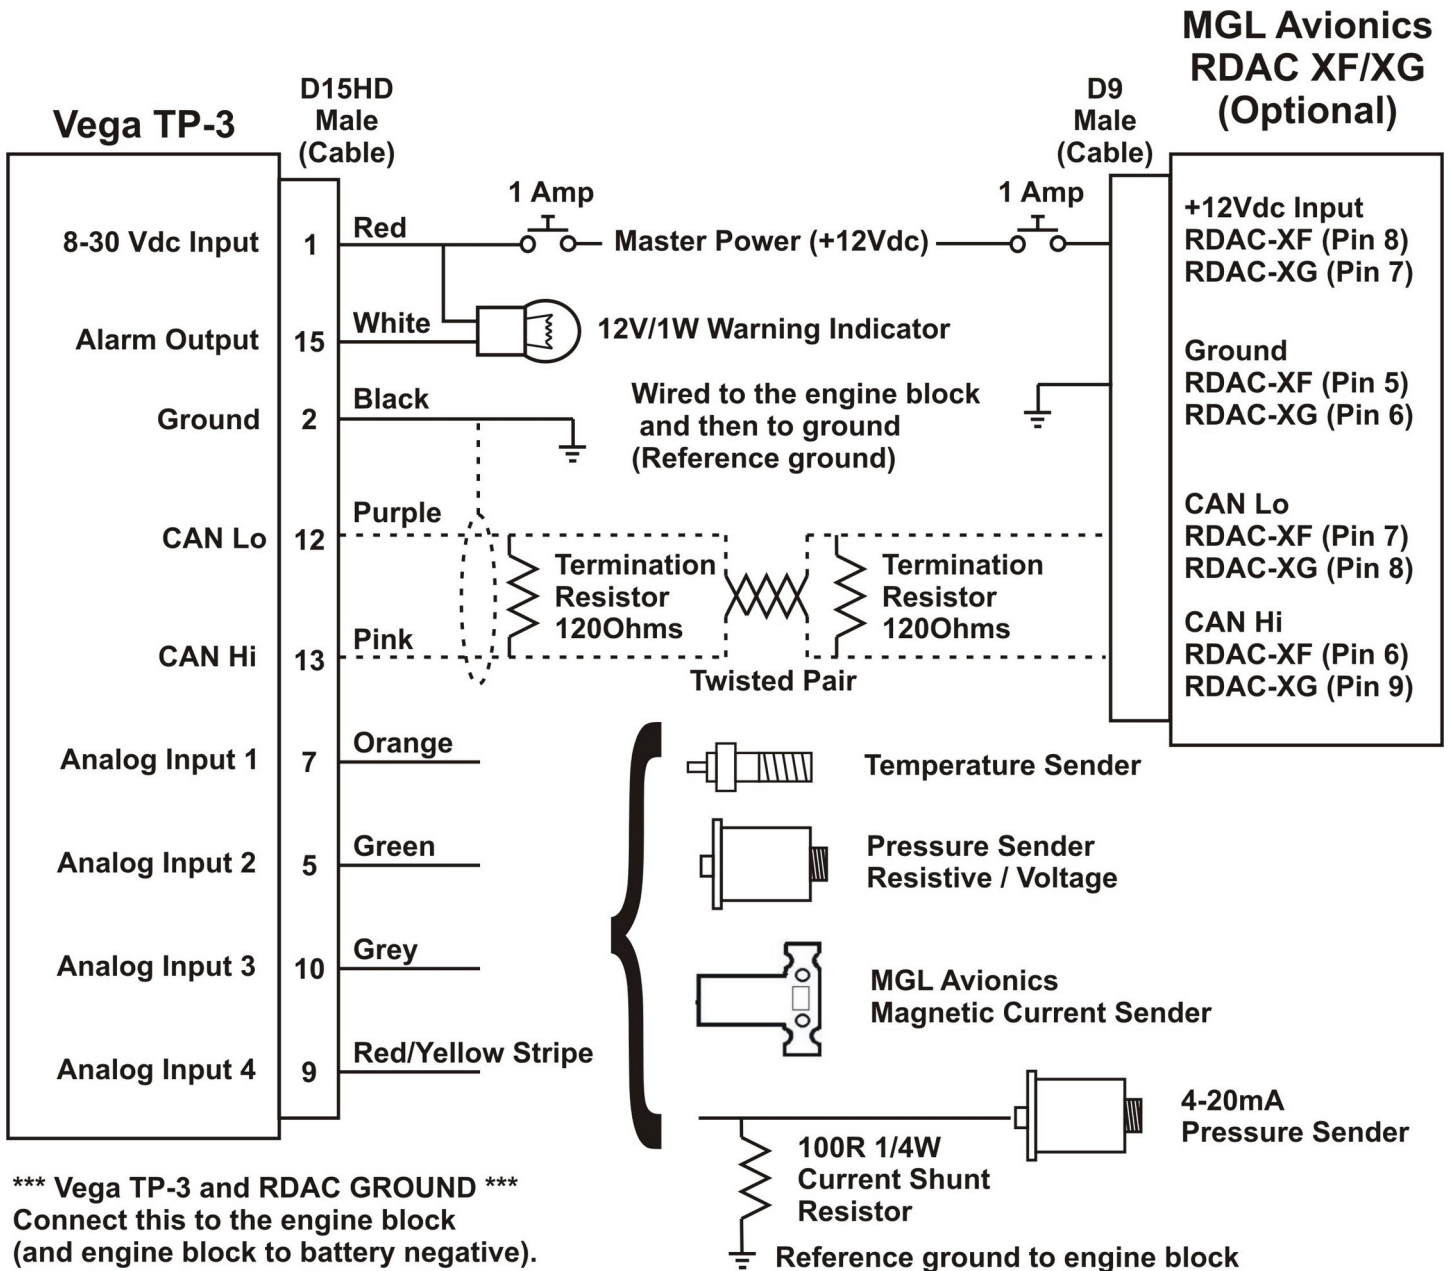 MGL Avionics
RDAC XF/XG
(Optional)
Vega TP-3
D15HD
Male
(Cable)
D9
Male
(Cable)
8-30 Vdc Input
1
Red
1 Amp
Master Power (+12Vdc)
1 Amp
+12Vdc Input
RDAC-XF (Pin 8)
RDAC-XG (Pin 7)
Alarm Output
15
White
12V/1W Warning Indicator
Ground
2
Black
Wired to the engine block
and then to ground
(Reference ground)
Ground
RDAC-XF (Pin 5)
RDAC-XG (Pin 6)
CAN Lo
12
Purple
Termination
Resistor
120Ohms
Termination
Resistor
120Ohms
CAN Lo
RDAC-XF (Pin 7)
RDAC-XG (Pin 8)
CAN Hi
13
Pink
Twisted Pair
CAN Hi
RDAC-XF (Pin 6)
RDAC-XG (Pin 9)
Analog Input 1
7
Orange
Temperature Sender
Analog Input 2
5
Green
Pressure Sender
Resistive / Voltage
Analog Input 3
10
Grey
MGL Avionics
Magnetic Current Sender
Analog Input 4
9
Red/Yellow Stripe
4-20mA
Pressure Sender
100R 1/4W
Current Shunt
Resistor
Reference ground to engine block
*** Vega TP-3 and RDAC GROUND ***
Connect this to the engine block
(and engine block to battery negative).